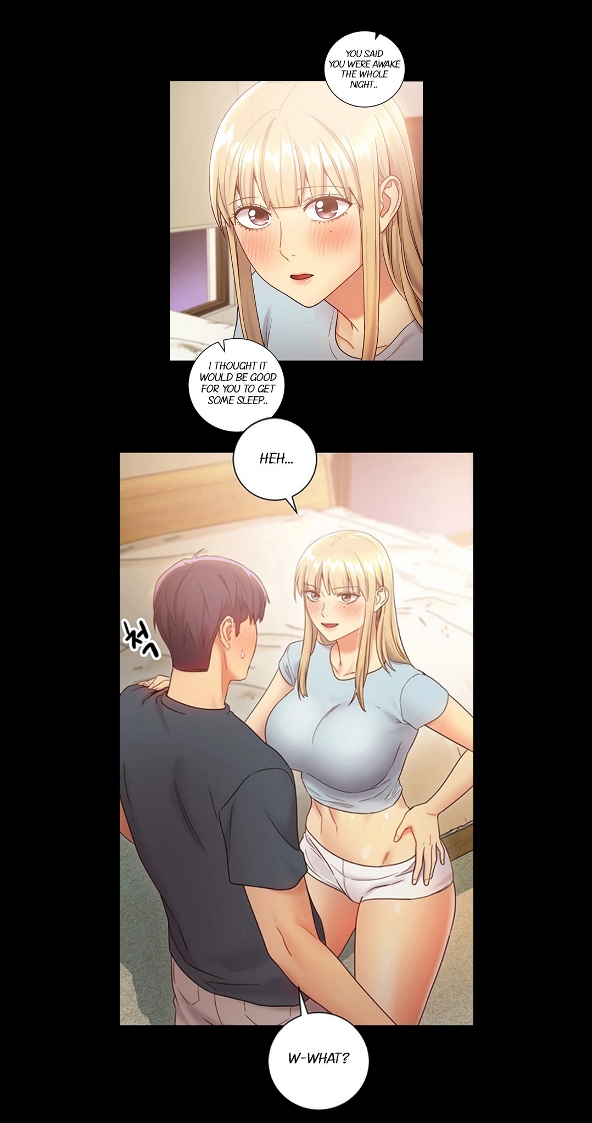 YOU SAID
YOU WERE AWAKE
THE WHOLE
NIGHT..
I THOUGHT IT
WOULD BE GOOD
FOR YOU TO GET
SOME SLEEP..
HEH...
척
W-WHAT?